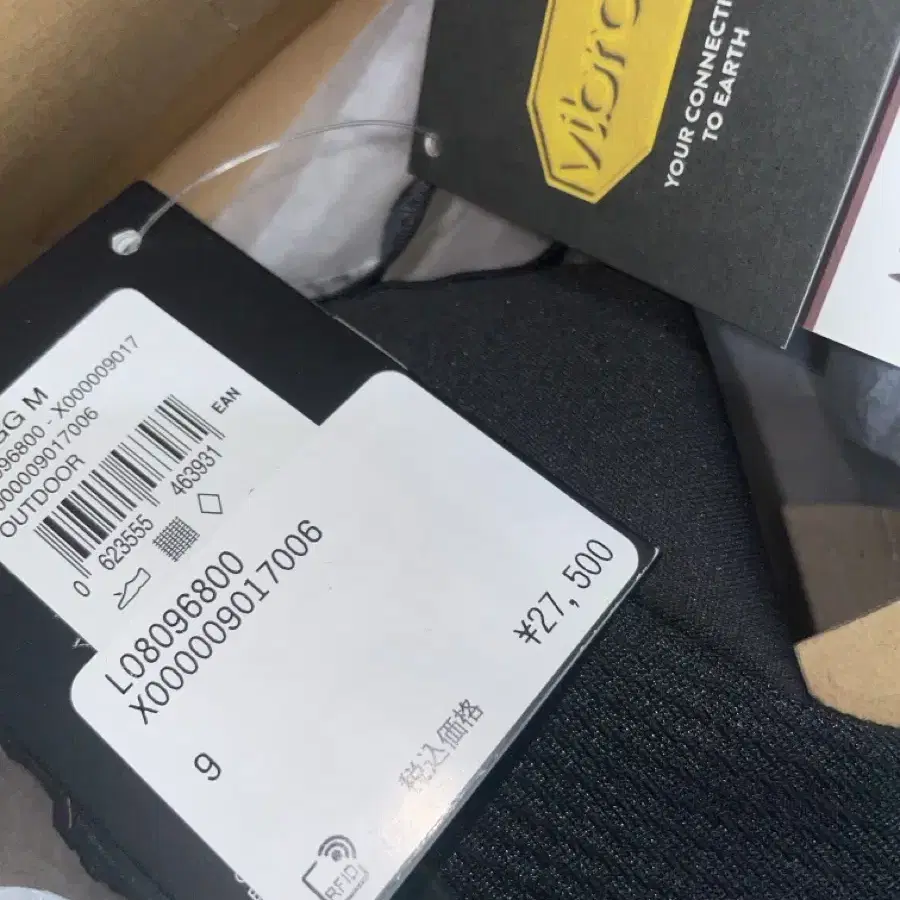 vibra
YOUR CONNECTI
TO EARTH
GG M
096800 - X000009017
000009017006
OUTDOOR
EAN
0 623555 463931
L08096800
X000009017006
¥27,500
9
税込価格
RFID